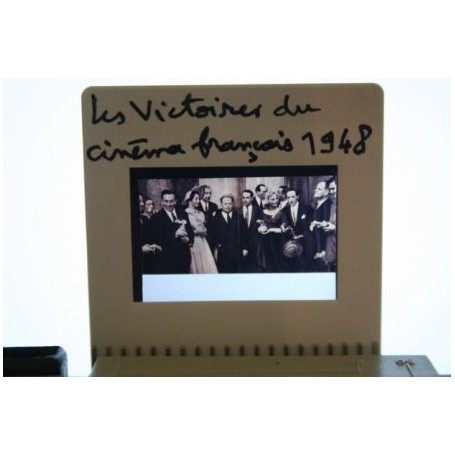 Les Victoires du
cinéma français 1948